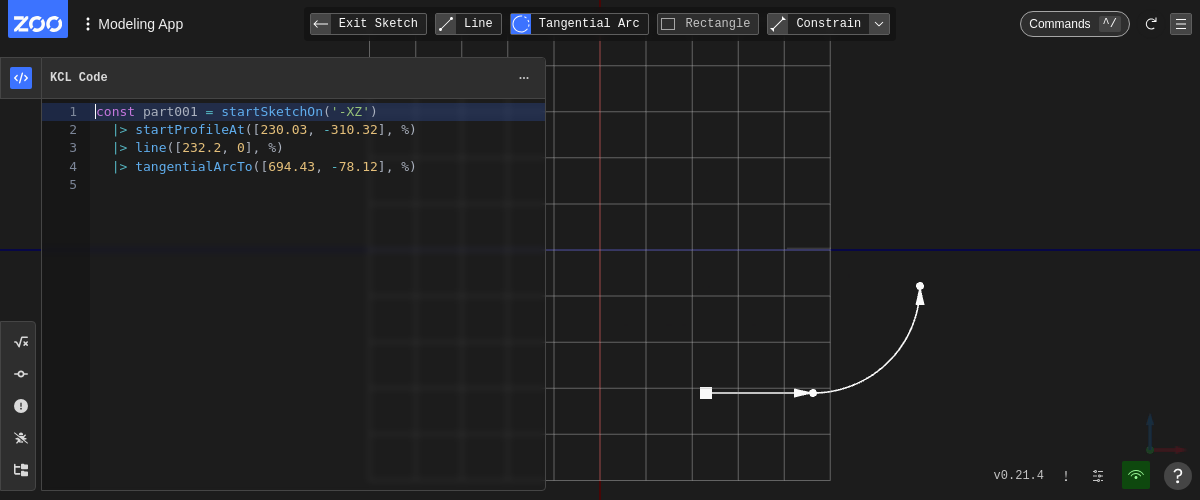 ZOO
Modeling App
Exit Sketch
Line
Tangential Arc
Rectangle
Constrain
Commands ^/
KCL Code
1 const part001 = startSketchOn('-XZ')
2 |> startProfileAt([230.03, -310.32], %)
3 |> line([232.2, 0], %)
4 |> tangentialArcTo([694.43, -78.12], %)
5
v0.21.4
!
?